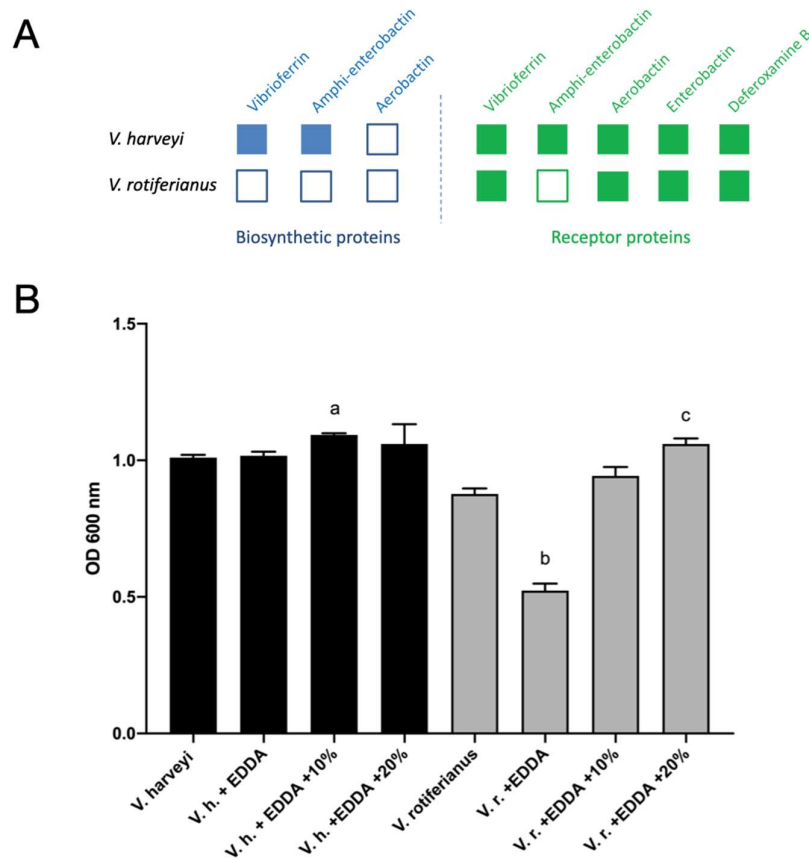 A
Vibrioferrin
Amphi-enterobactin
Aerobactin
Vibrioferrin
Amphi-enterobactin
Aerobactin
Enterobactin
Deferoxamine B
V. harveyi
V. rotiferianus
Biosynthetic proteins
Receptor proteins
B
OD 600 nm
1.5
1.0
0.5
0.0
a
b
c
V. harveyi
V. h. + EDDA
V. h. + EDDA +10%
V. h. +EDDA +20%
V. rotiferianus
V. r. +EDDA
V. r. +EDDA +10%
V. r. +EDDA +20%